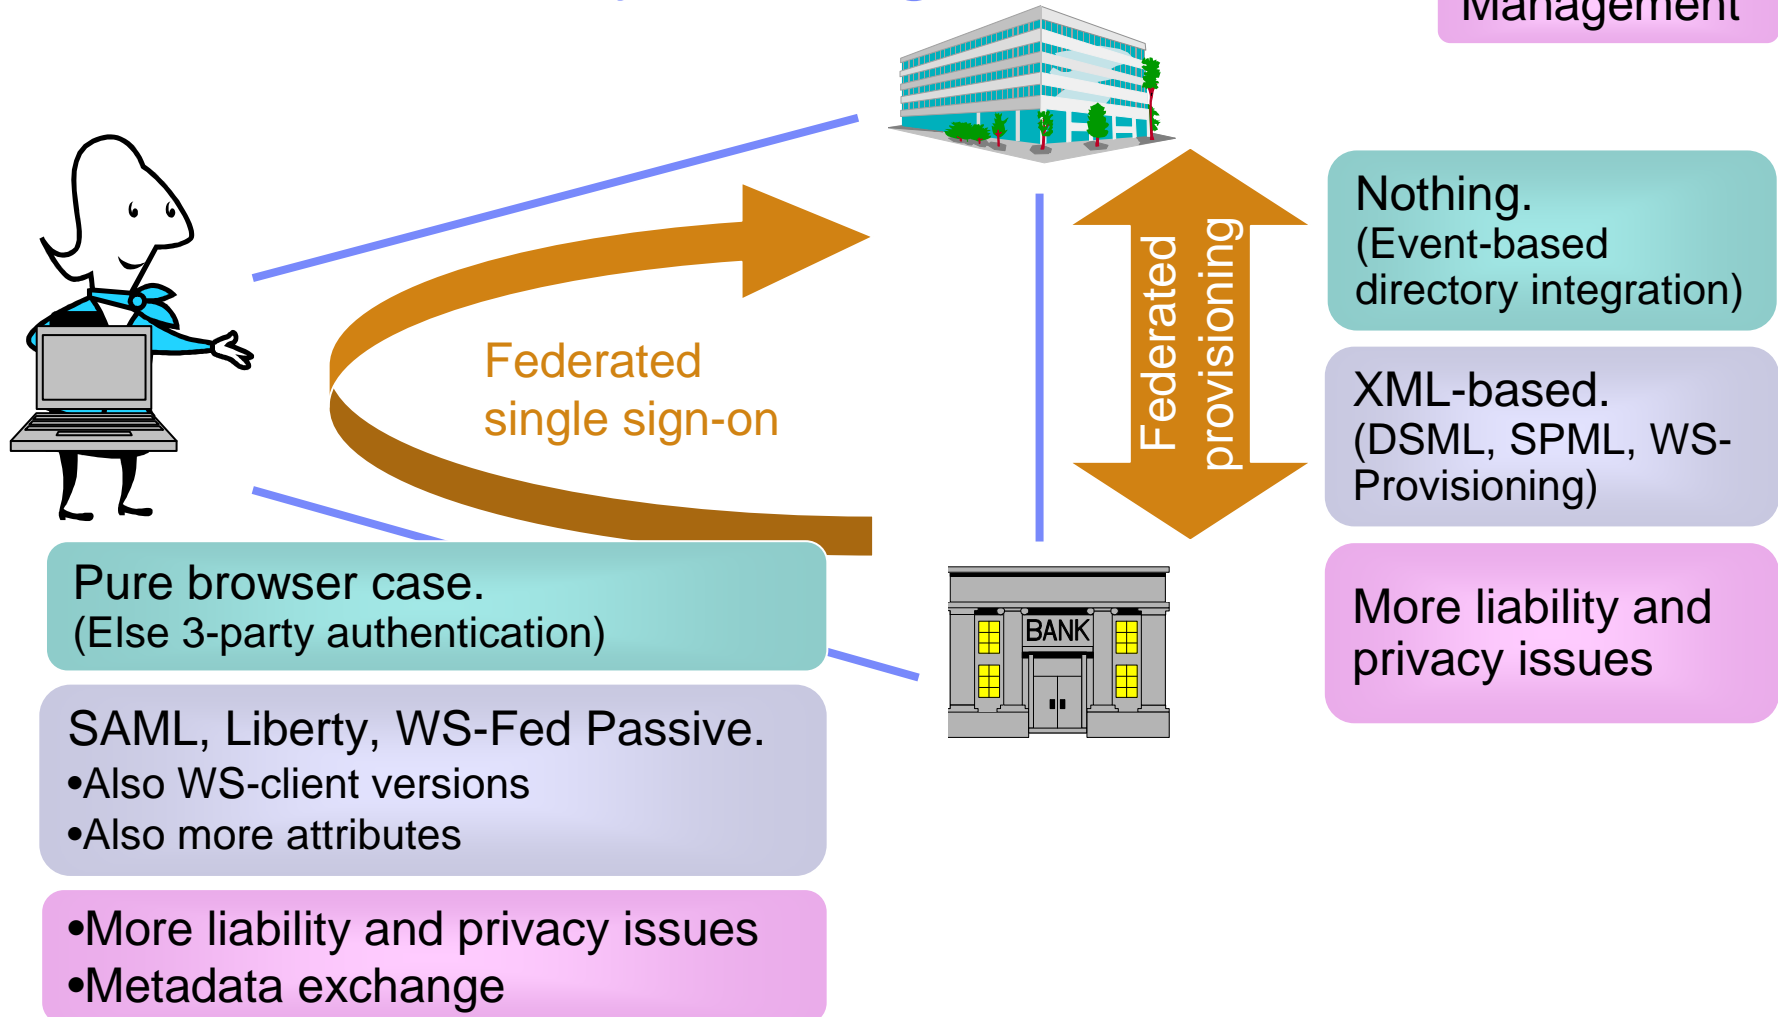 Management
Nothing.
(Event-based
directory integration)
Federated
provisioning
Federated
single sign-on
XML-based.
(DSML, SPML, WS-
Provisioning)
Pure browser case.
(Else 3-party authentication)
BANK
More liability and
privacy issues
SAML, Liberty, WS-Fed Passive.
•Also WS-client versions
•Also more attributes
•More liability and privacy issues
•Metadata exchange